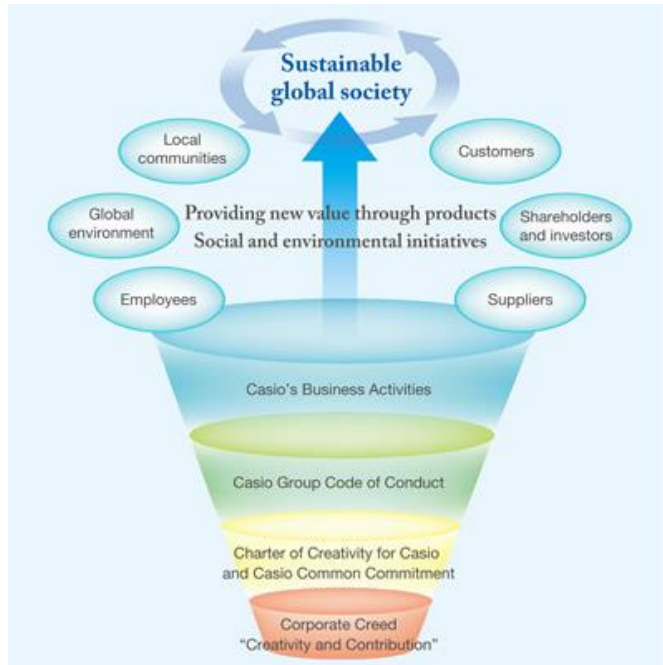 Sustainable
global society
Local
communities
Customers
Global
environment
Providing new value through products
Social and environmental initiatives
Shareholders
and investors
Employees
Suppliers
Casio's Business Activities
Casio Group Code of Conduct
Charter of Creativity for Casio
and Casio Common Commitment
Corporate Creed
"Creativity and Contribution"